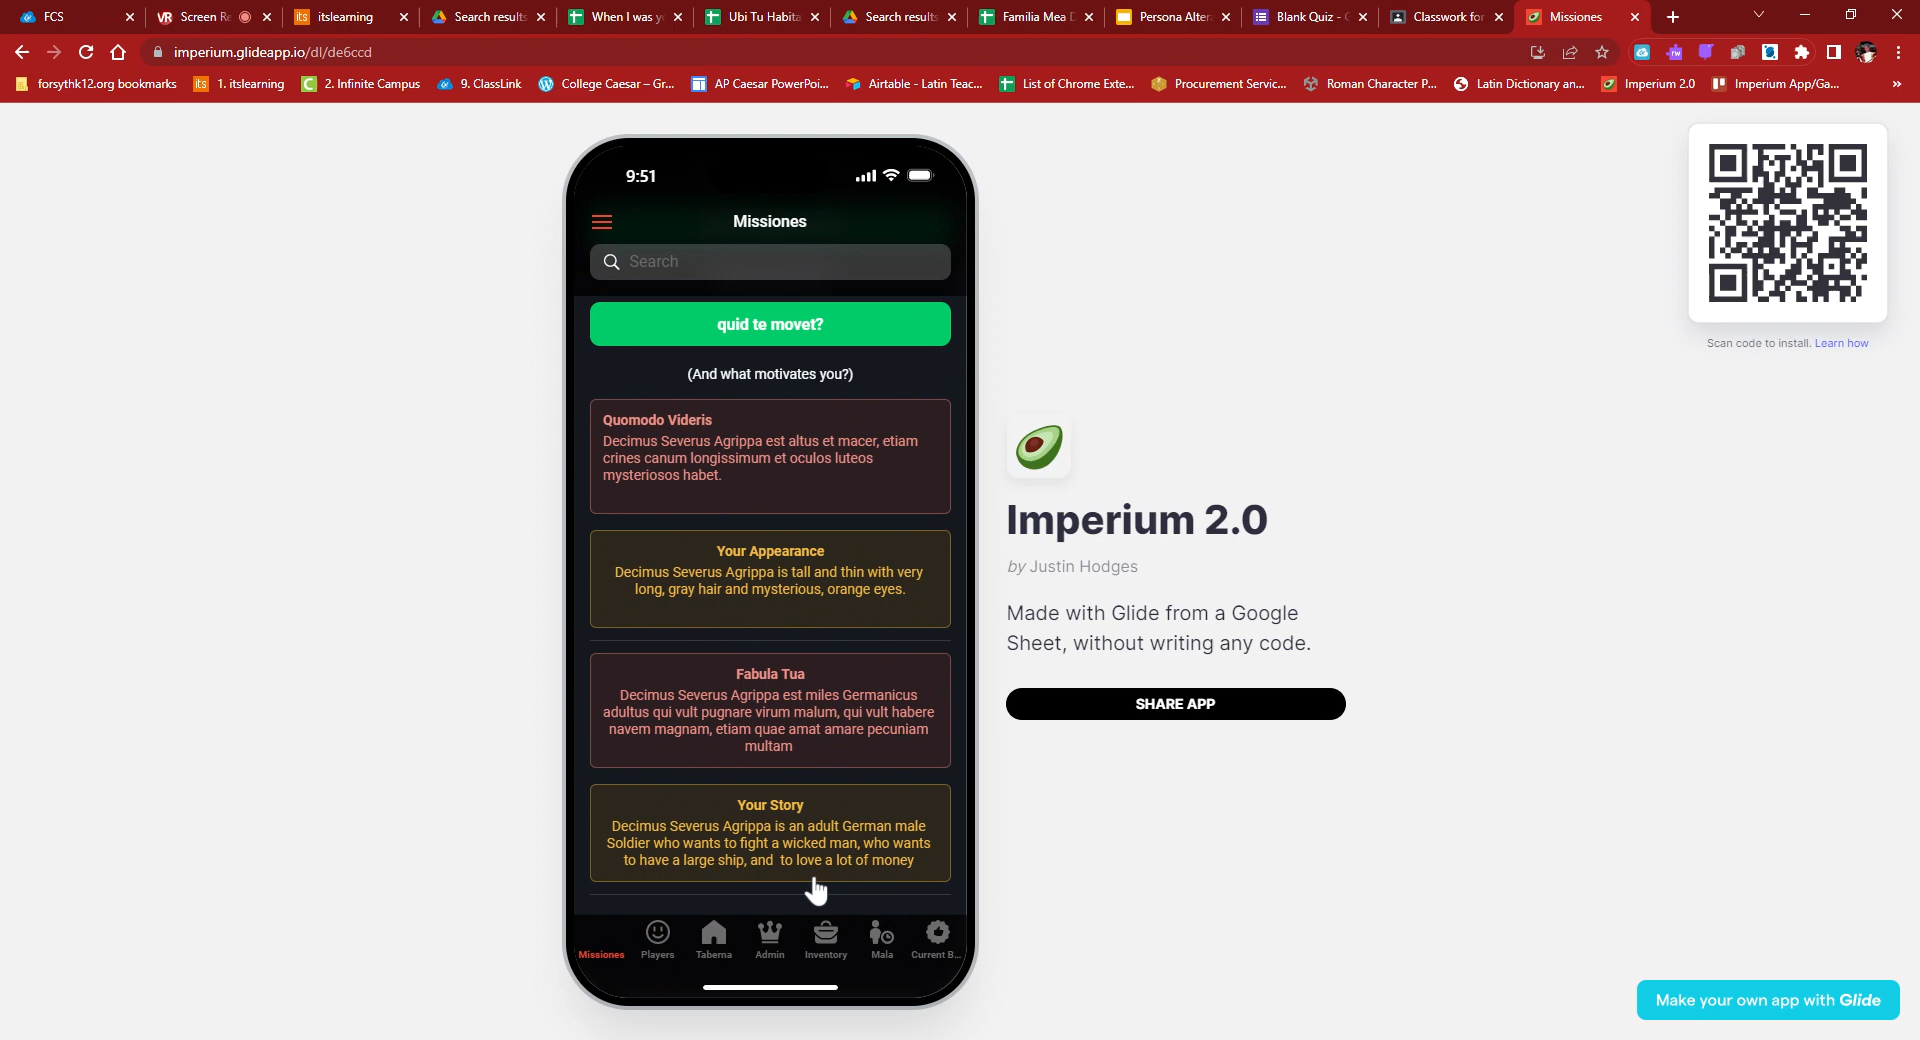 FCS
Screen Re
itslearning
Search results
When I was y
Ubi Tu Habita
Search results
Familia Mea D
Persona Alter
Blank Quiz - G
Classwork for
Missiones
imperium.glideapp.io/dl/de6ccd
forsythk12.org bookmarks
its 1. itslearning
2. Infinite Campus
9. ClassLink
College Caesar – Gr...
AP Caesar PowerPoi...
Airtable - Latin Teac...
List of Chrome Exte...
Procurement Servic...
Roman Character P...
Latin Dictionary an...
Imperium 2.0
Imperium App/Ga...
9:51
Missiones
Search
quid te movet?
(And what motivates you?)
Quomodo Videris
Decimus Severus Agrippa est altus et macer, etiam
crines canum longissimum et oculos luteos
mysteriosos habet.
Your Appearance
Decimus Severus Agrippa is tall and thin with very
long, gray hair and mysterious, orange eyes.
Fabula Tua
Decimus Severus Agrippa est miles Germanicus
adultus qui vult pugnare virum malum, qui vult habere
navem magnam, etiam quae amat amare pecuniam
multam
Your Story
Decimus Severus Agrippa is an adult German male
Soldier who wants to fight a wicked man, who wants
to have a large ship, and to love a lot of money
Missiones
Players
Taberna
Admin
Inventory
Mala
Current B...
Scan code to install. Learn how
Imperium 2.0
by Justin Hodges
Made with Glide from a Google
Sheet, without writing any code.
SHARE APP
Make your own app with Glide